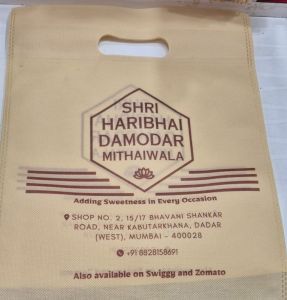 SHRI
HARIBHAI
DAMODAR
MITHAIWALA
Adding Sweetness in Every Occasion
SHOP NO. 2, 15/17 BHAVANI SHANKAR
ROAD, NEAR KABUTARKHANA, DADAR
(WEST), MUMBAI - 400028
+91 8828158691
Also available on Swiggy and Zomato